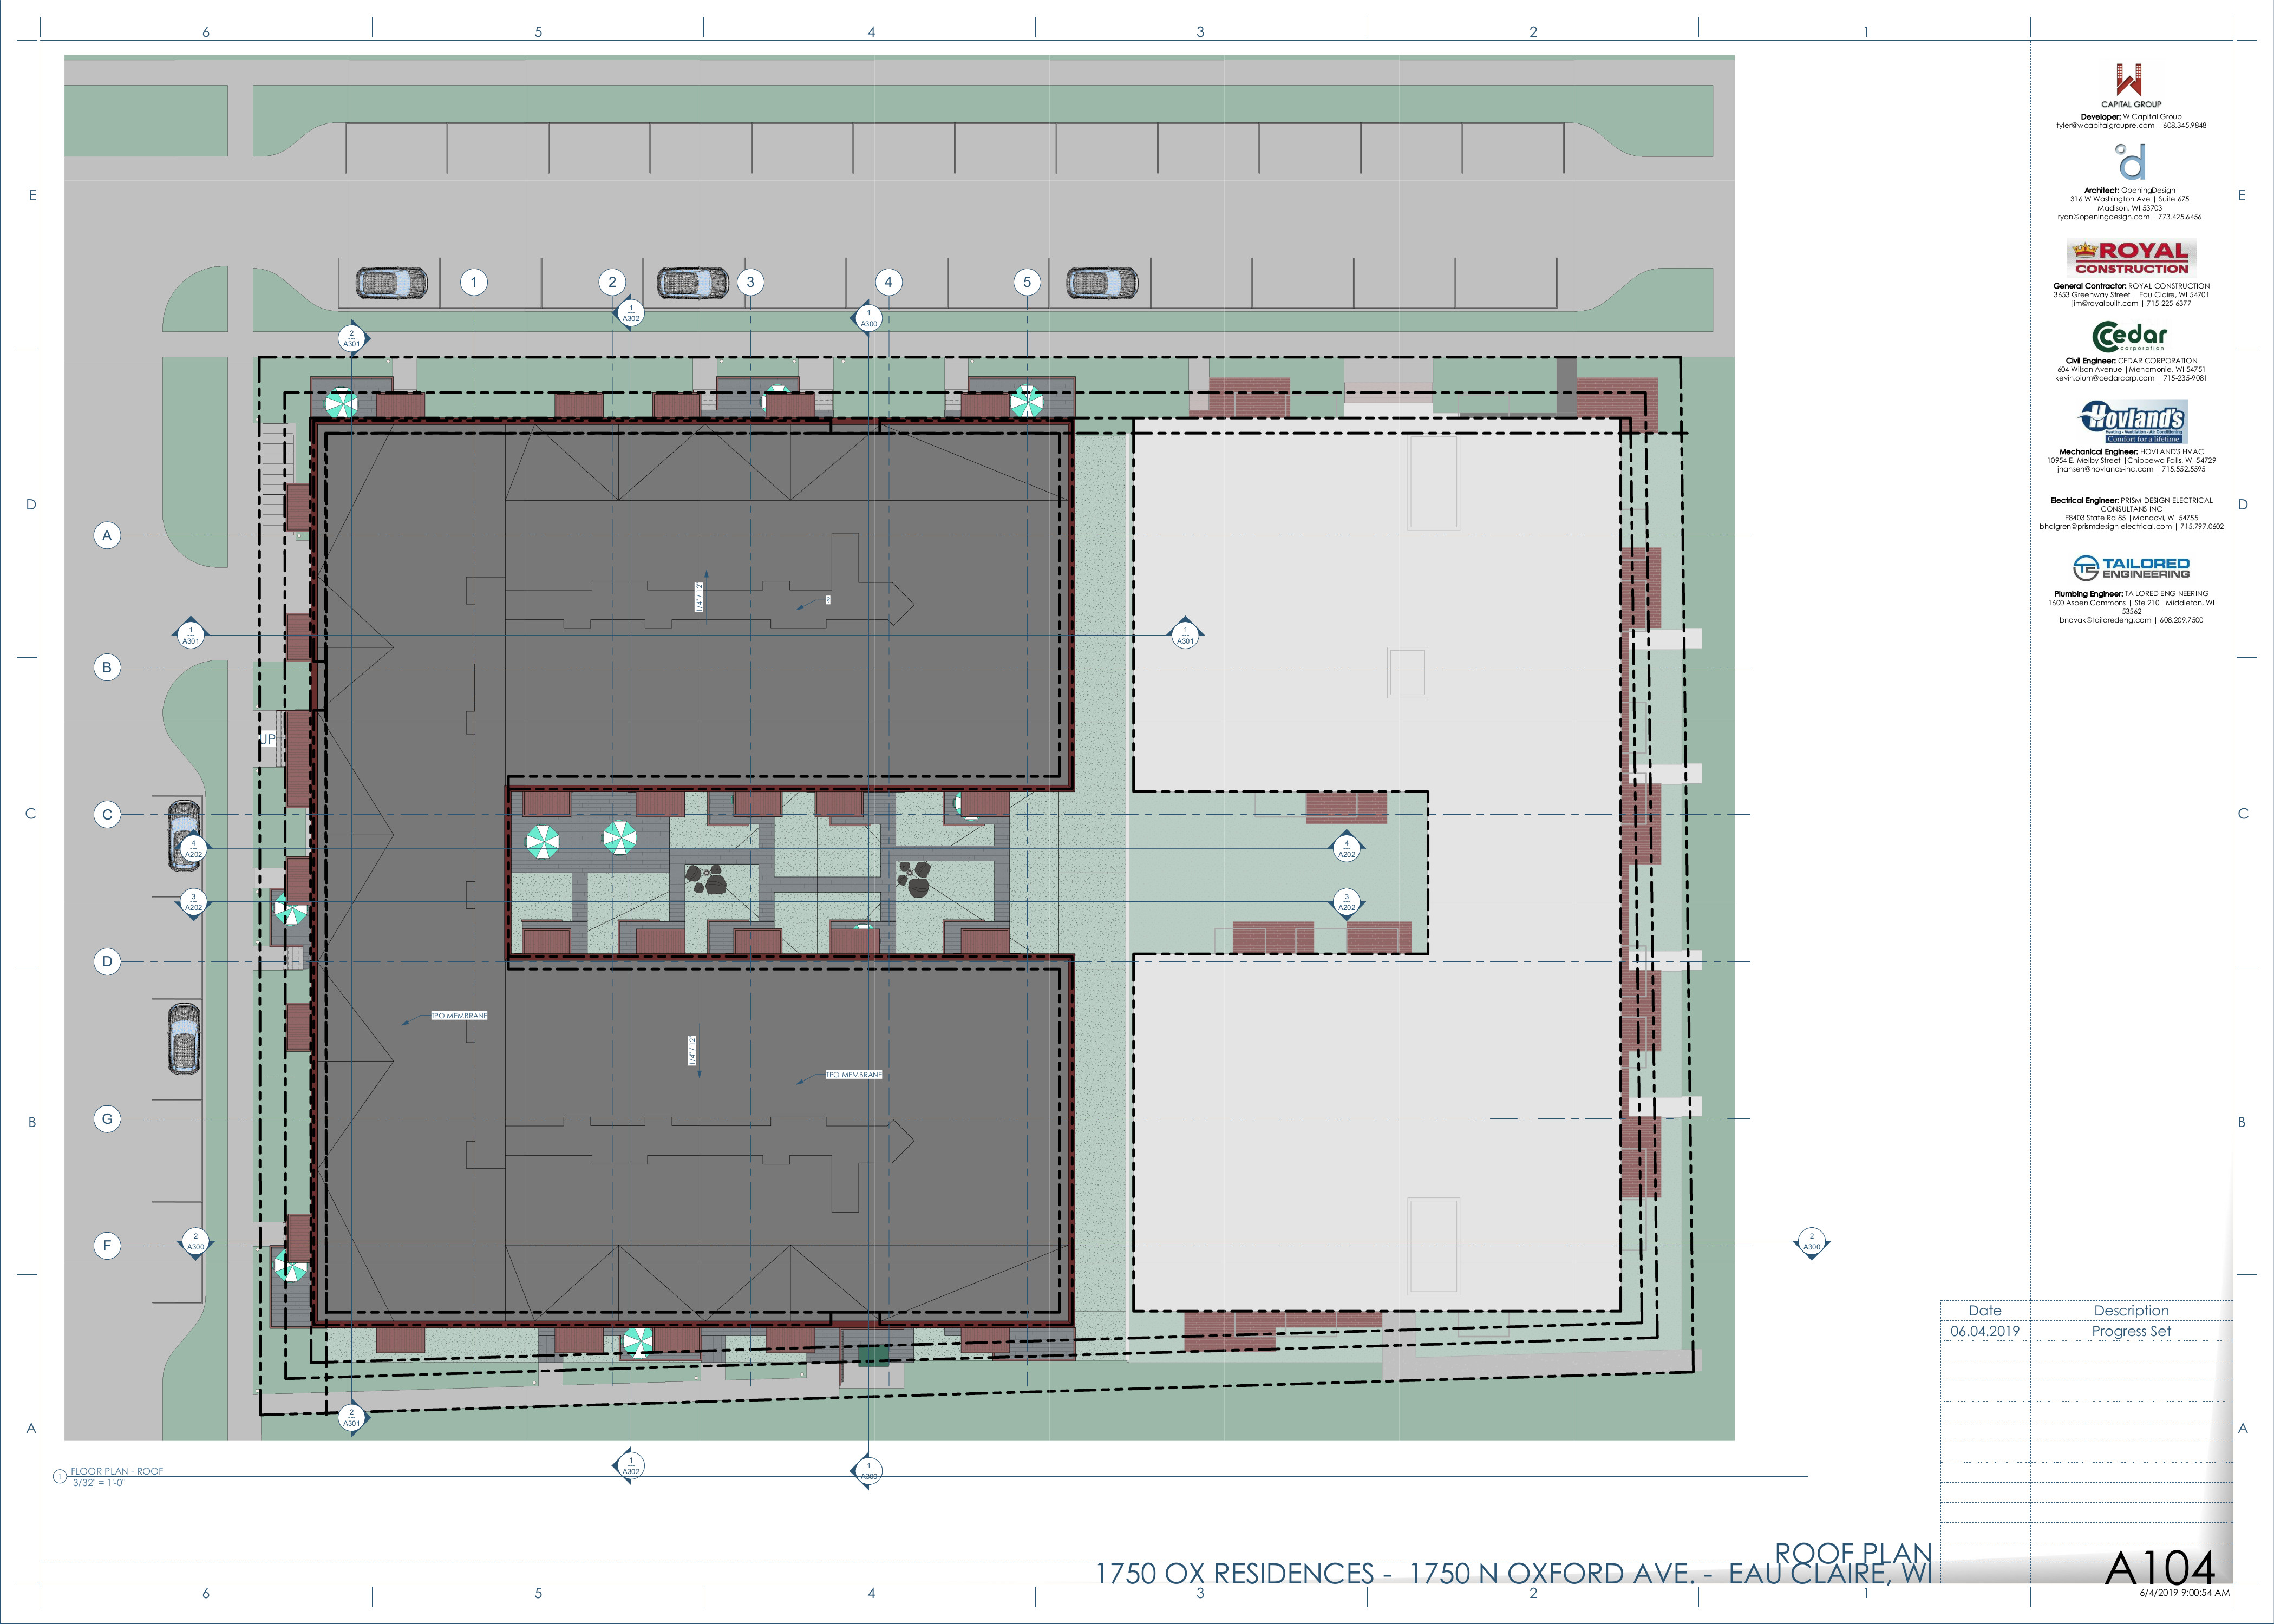 6 5 4 3 2 1
E E
D D
C C
B B
A A
1 2 3 4 5
1
A302
1
A300
2
A301
A
B
C
D
G
F
1
A301
1
A301
1/4" / 12"
UP
4
A202
4
A202
3
A202
3
A202
TPO MEMBRANE
1/4" / 12"
TPO MEMBRANE
2
A300
2
A300
2
A301
1
A302
1
A300
1
FLOOR PLAN - ROOF
3/32" = 1'-0"
CAPITAL GROUP
Developer: W Capital Group
tyler@wcapitalgroupre.com | 608.345.9848
d
Architect: OpeningDesign
316 W Washington Ave | Suite 675
Madison, WI 53703
ryan@openingdesign.com | 773.425.6456
ROYAL
CONSTRUCTION
General Contractor: ROYAL CONSTRUCTION
3653 Greenway Street | Eau Claire, WI 54701
jim@royalbuilt.com | 715-225-6377
Cedar
corporation
Civil Engineer: CEDAR CORPORATION
604 Wilson Avenue |Menomonie, WI 54751
kevin.oium@cedarcorp.com | 715-235-9081
Hovland's
Heating - Ventilation - Air Conditioning
Comfort for a lifetime.
Mechanical Engineer: HOVLAND'S HVAC
10954 E. Melby Street |Chippewa Falls, WI 54729
jhansen@hovlands-inc.com | 715.552.5595
Electrical Engineer: PRISM DESIGN ELECTRICAL
CONSULTANS INC
E8403 State Rd 85 |Mondovi, WI 54755
bhalgren@prismdesign-electrical.com | 715.797.0602
TE TAILORED
ENGINEERING
Plumbing Engineer: TAILORED ENGINEERING
1600 Aspen Commons | Ste 210 |Middleton, WI
53562
bnovak@tailoredeng.com | 608.209.7500
Date Description
06.04.2019 Progress Set
ROOF PLAN
1750 OX RESIDENCES - 1750 N OXFORD AVE. - EAU CLAIRE, WI
A104
6/4/2019 9:00:54 AM
6 5 4 3 2 1